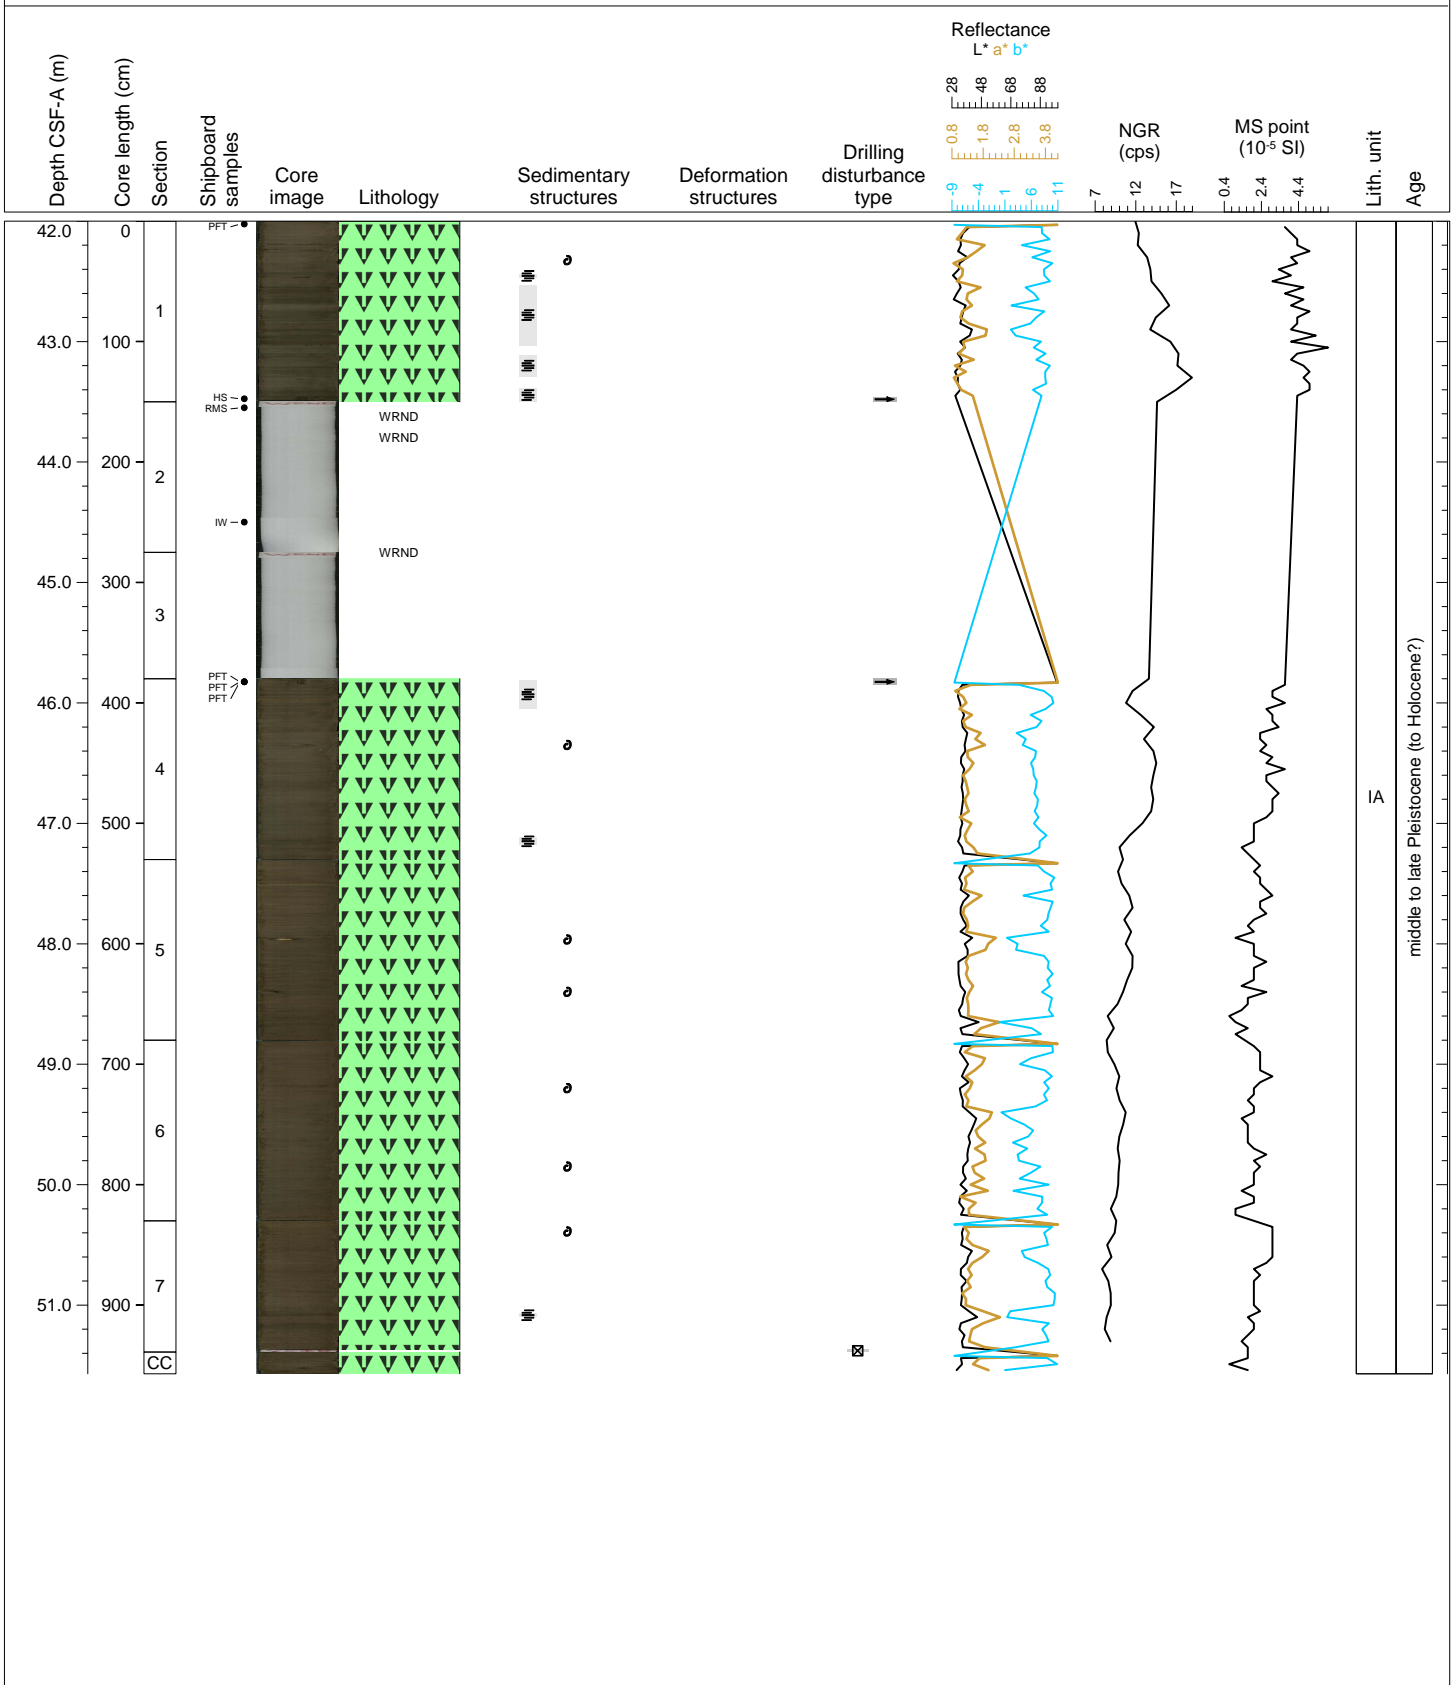 Depth CSF-A (m)
Core length (cm)
Section
Shipboard
samples
Core
image
Lithology
Sedimentary
structures
Deformation
structures
Drilling
disturbance
type
Reflectance
L* a* b*
28 48 68 88
0.8 1.8 2.8 3.8
-9 -4 1 6 11
NGR
(cps)
7 12 17
MS point
(10-5 SI)
0.4 2.4 4.4
Lith. unit
Age
42.0 0
PFT
1
43.0 100
HS
RMS
WRND
WRND
44.0 200
2
IW
WRND
45.0 300
3
PFT
PFT
PFT
46.0 400
4
IA
middle to late Pleistocene (to Holocene?)
47.0 500
48.0 600
5
49.0 700
6
50.0 800
7
51.0 900
CC